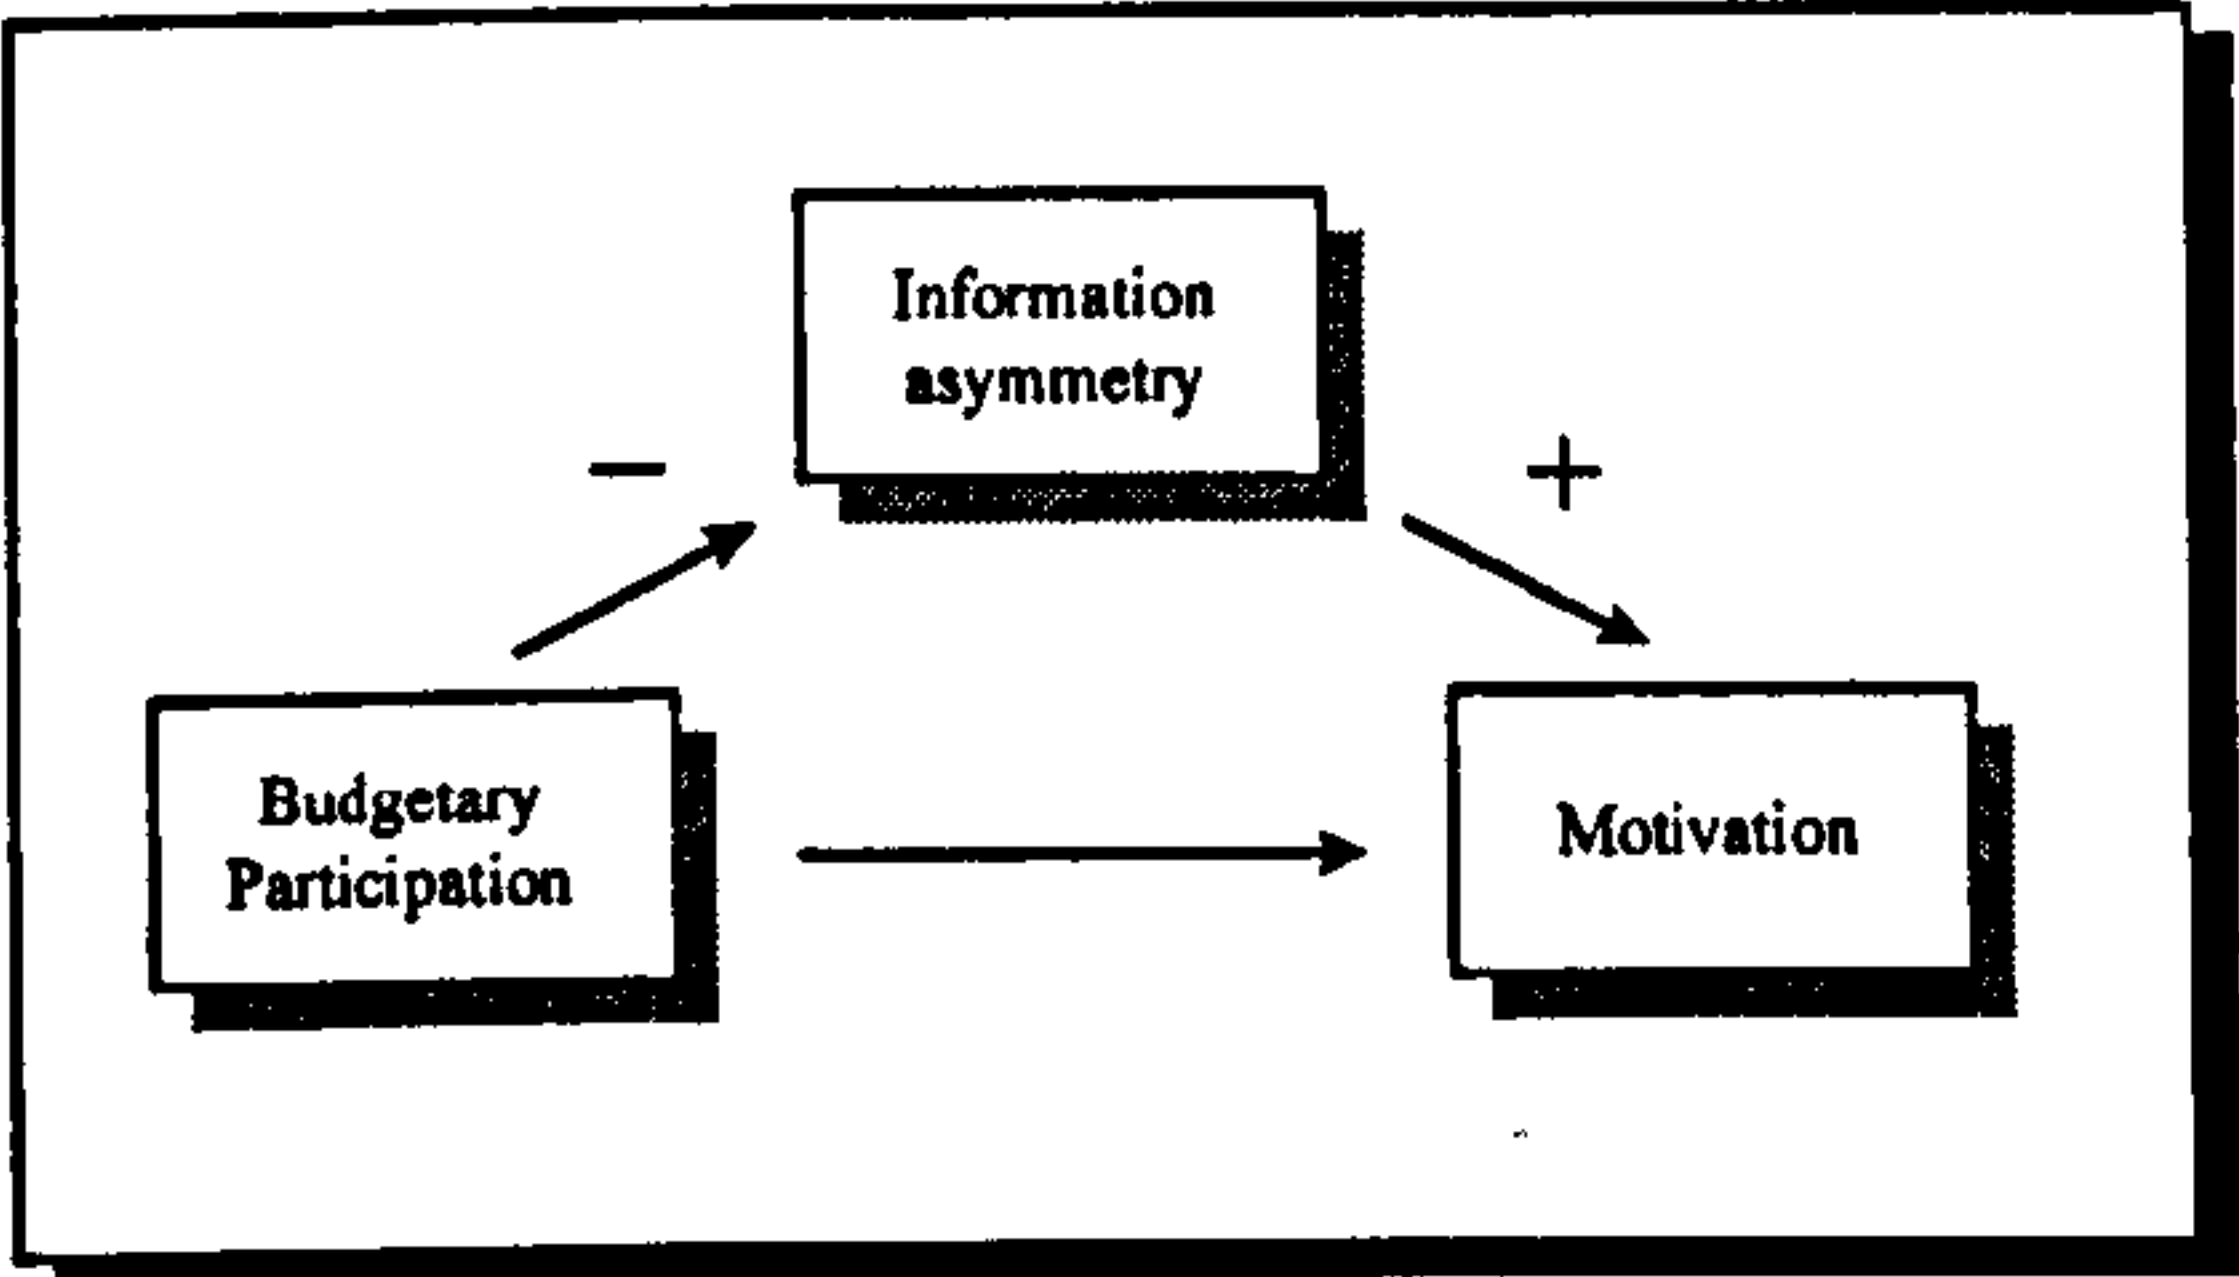 Information
asymmetry
−
+
Budgetary
Participation
Motivation